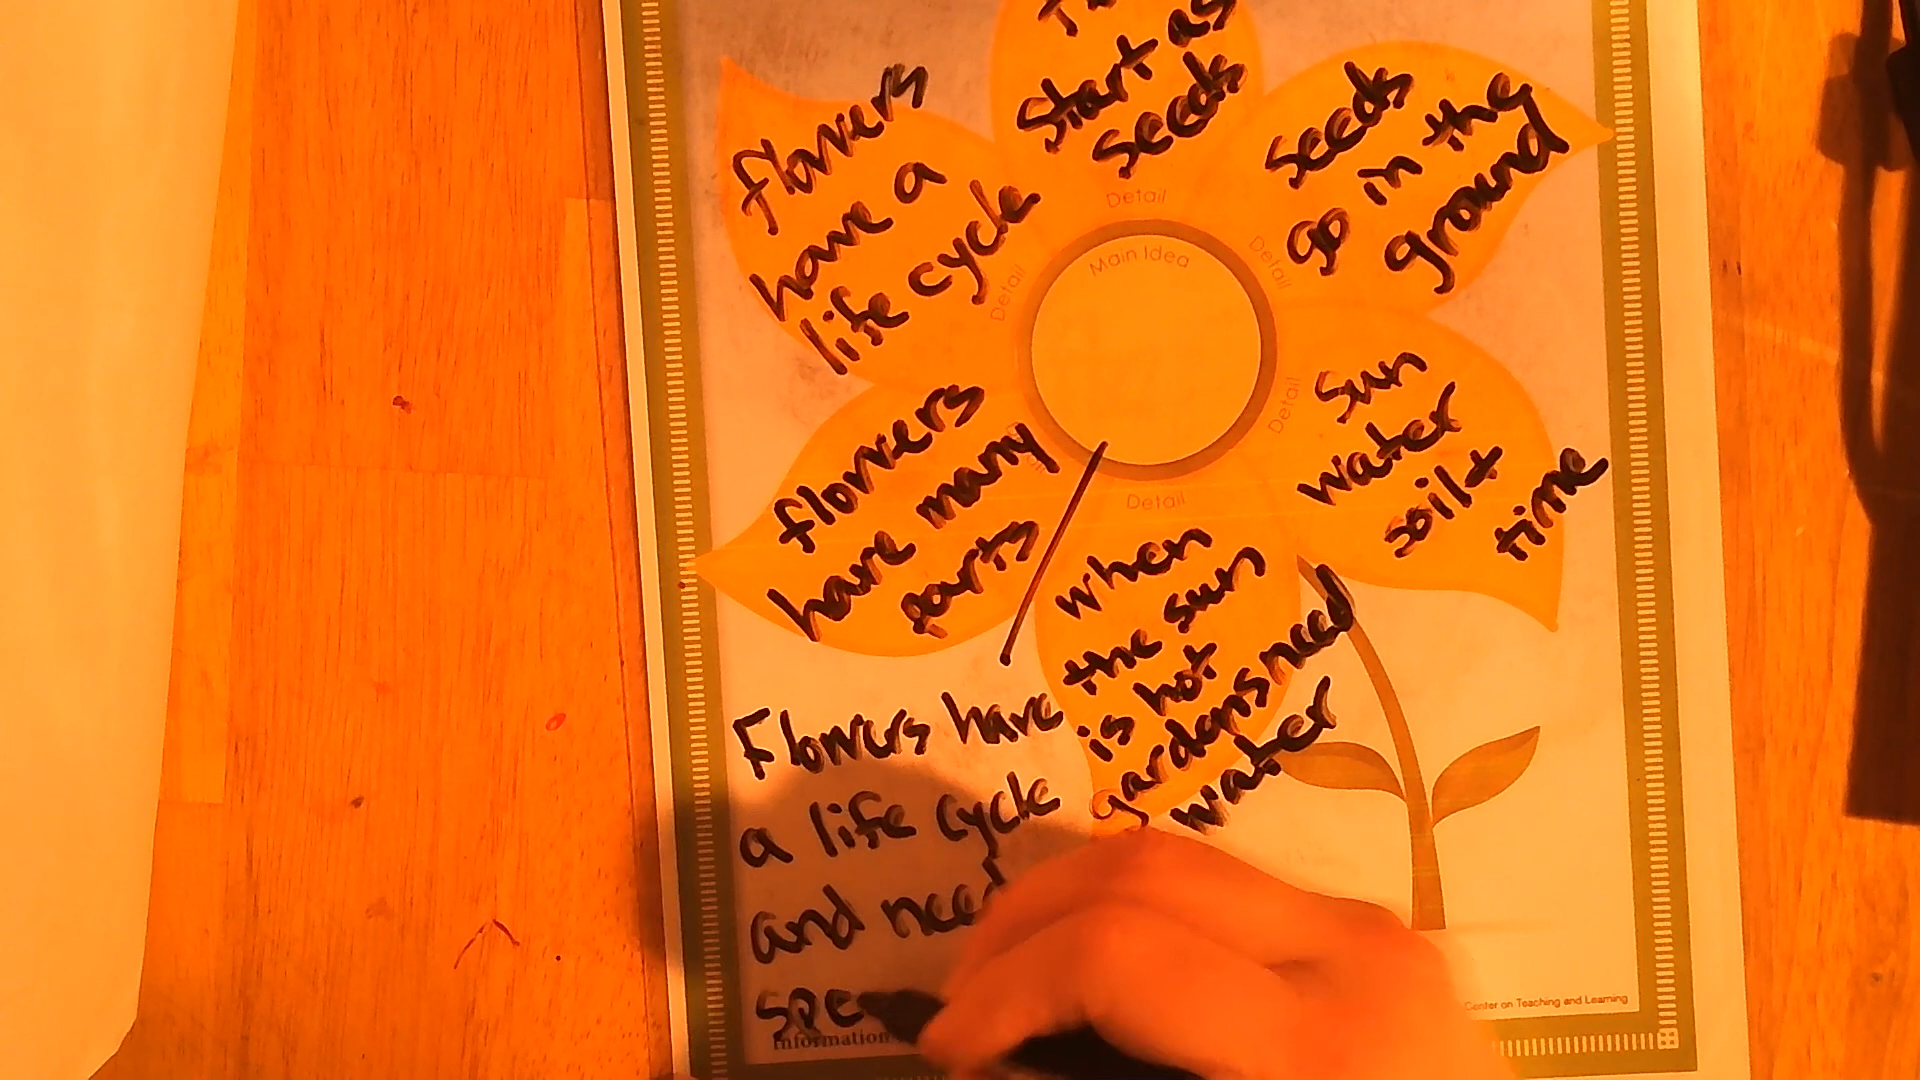 Start as
seeds
Detail
flowers
have a
life cycle
Detail
seeds
go in the
ground
Detail
Main Idea
sun
water
soil +
time
Detail
flowers
have many
parts
when
the sun
is hot
gardens need
water
Detail
Flowers have
a life cycle
and need
spe
Information
Center on Teaching and Learning